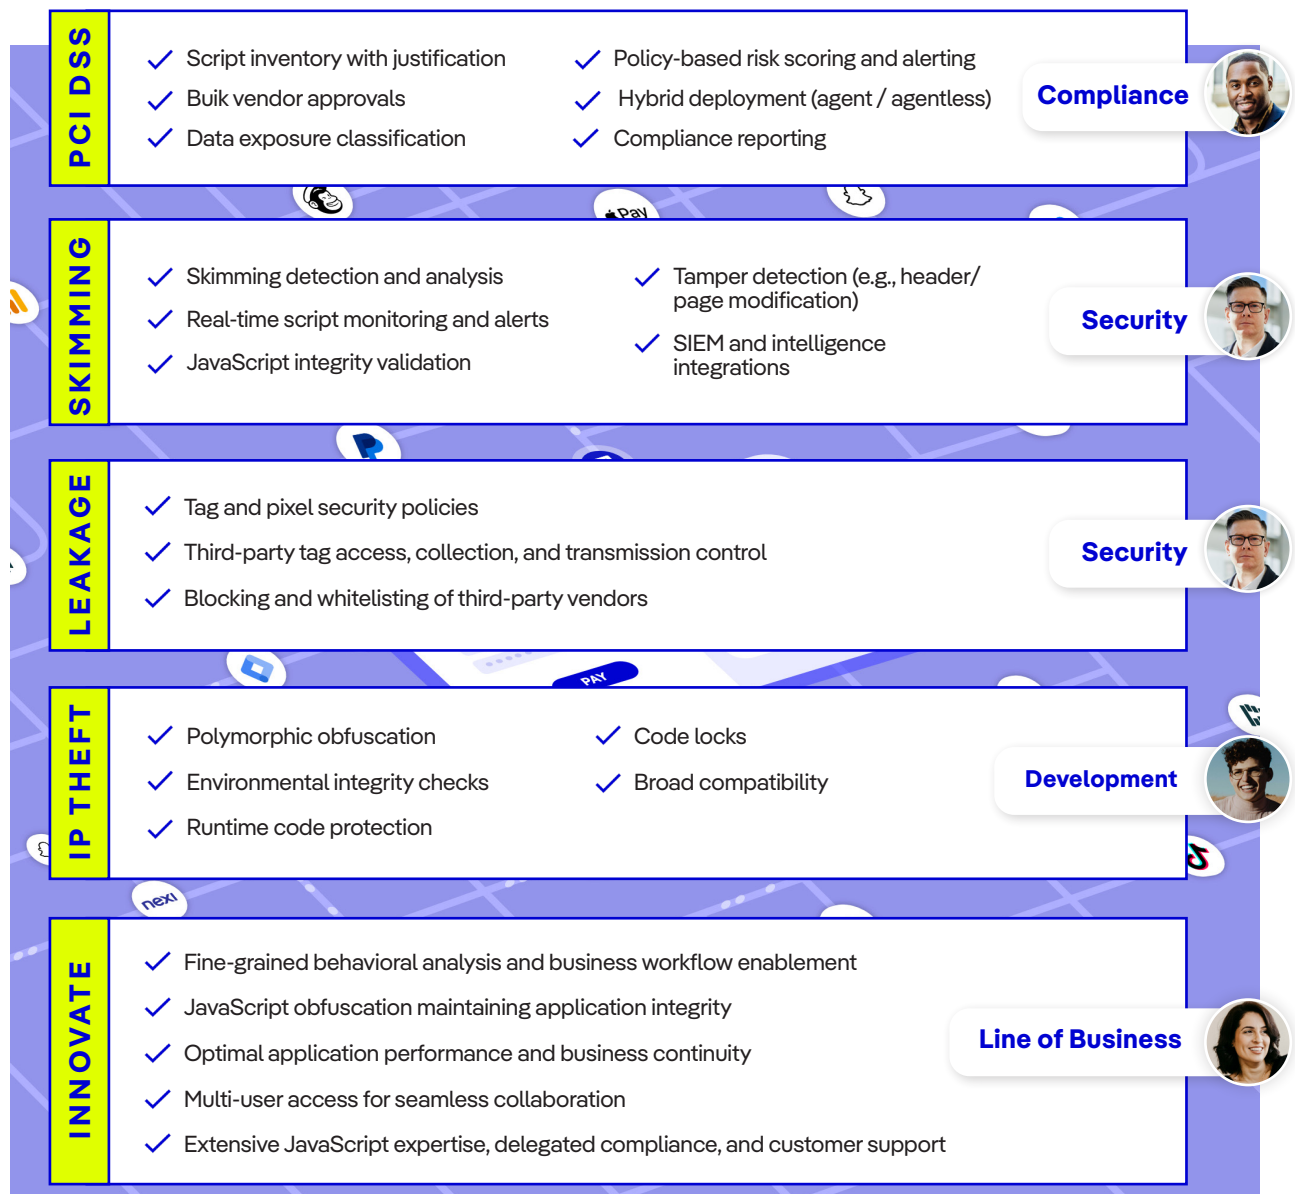 PCI DSS
Script inventory with justification
Buik vendor approvals
Data exposure classification
Policy-based risk scoring and alerting
Hybrid deployment (agent / agentless)
Compliance reporting
Compliance
Pay
SKIMMING
Skimming detection and analysis
Real-time script monitoring and alerts
JavaScript integrity validation
Tamper detection (e.g., header/
page modification)
SIEM and intelligence
integrations
Security
LEAKAGE
Tag and pixel security policies
Third-party tag access, collection, and transmission control
Blocking and whitelisting of third-party vendors
Security
PAY
IP THEFT
Polymorphic obfuscation
Environmental integrity checks
Runtime code protection
Code locks
Broad compatibility
Development
nexi
INNOVATE
Fine-grained behavioral analysis and business workflow enablement
JavaScript obfuscation maintaining application integrity
Optimal application performance and business continuity
Multi-user access for seamless collaboration
Extensive JavaScript expertise, delegated compliance, and customer support
Line of Business